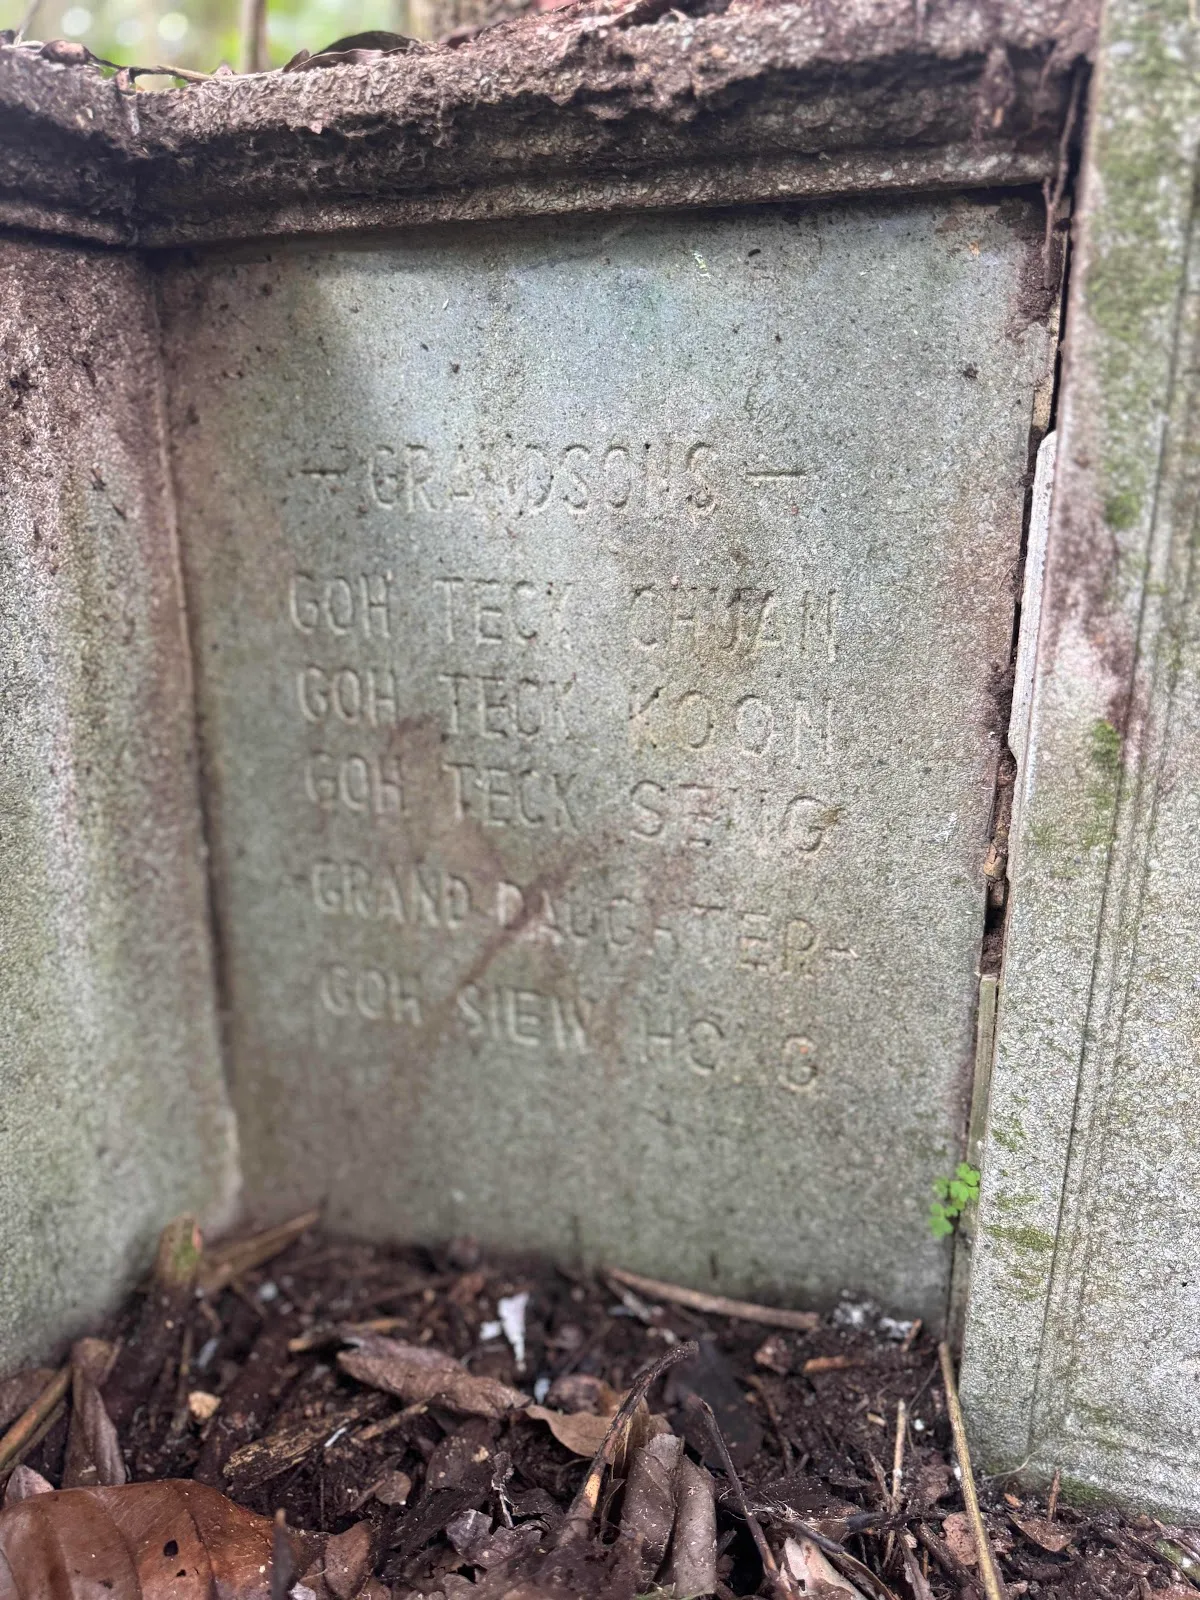 - GRANDSONS -
GOH TECK CHUAN
GOH TECK KOON
GOH TECK SENG
GRAND DAUGHTER-
GOH SIEW